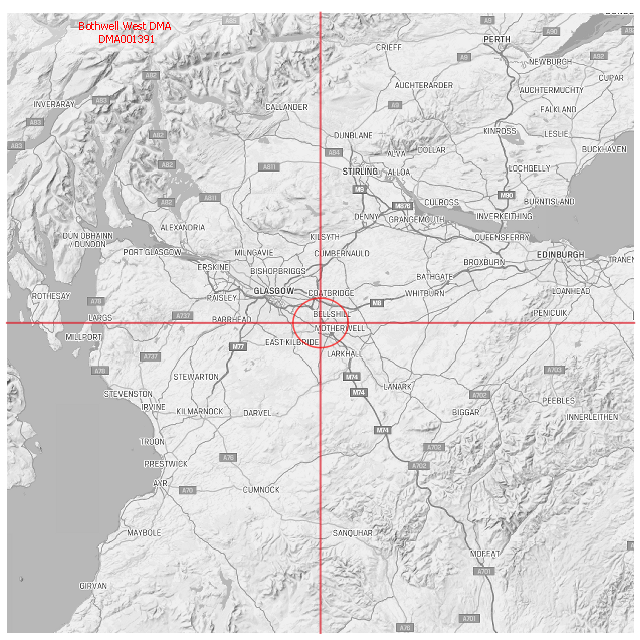 Bothwell West DMA
DMA001391
A85
A9
PERTH
A90
CRIEFF
A9
A92
NEWBURGH
A82
CUPAR
AUCHTERARDER
AUCHTERMUCHTY
INVERARAY
A83
CALLANDER
A9
FALKLAND
A83
KINROSS
LESLIE
A82
DUNBLANE
A83
BUCKHAVEN
A84
ALVA
DOLLAR
A82
A811
STIRLING
ALLOA
LOCHGELLY
M9
M90
A82
A811
M876
CULROSS
BURNTISLAND
DENNY
GRANGEMOUTH
INVERKEITHING
ALEXANDRIA
DUN OBHAINN
/ DUNOON
KILSYTH
QUEENSFERRY
PORT GLASGOW
MILNGAVIE
CUMBERNAULD
EDINBURGH
ERSKINE
BISHOPBRIGGS
BROXBURN
TRANEN
BATHGATE
ROTHESAY
PAISLEY
GLASGOW
COATBRIDGE
WHITBURN
LOANHEAD
A78
M8
LARGS
A737
BARRHEAD
BELLSHILL
PENICUIK
MOTHERWELL
MILLPORT
EAST KILBRIDE
M77
A737
LARKHALL
A78
A703
STEWARTON
M74
LANARK
STEVENSTON
M74
A702
PEEBLES
IRVINE
KILMARNOCK
DARVEL
BIGGAR
INNERLEITHEN
M74
TROON
A702
A76
PRESTWICK
A702
AYR
A70
CUMNOCK
MAYBOLE
SANQUHAR
MOFFAT
A701
GIRVAN
A701
A76